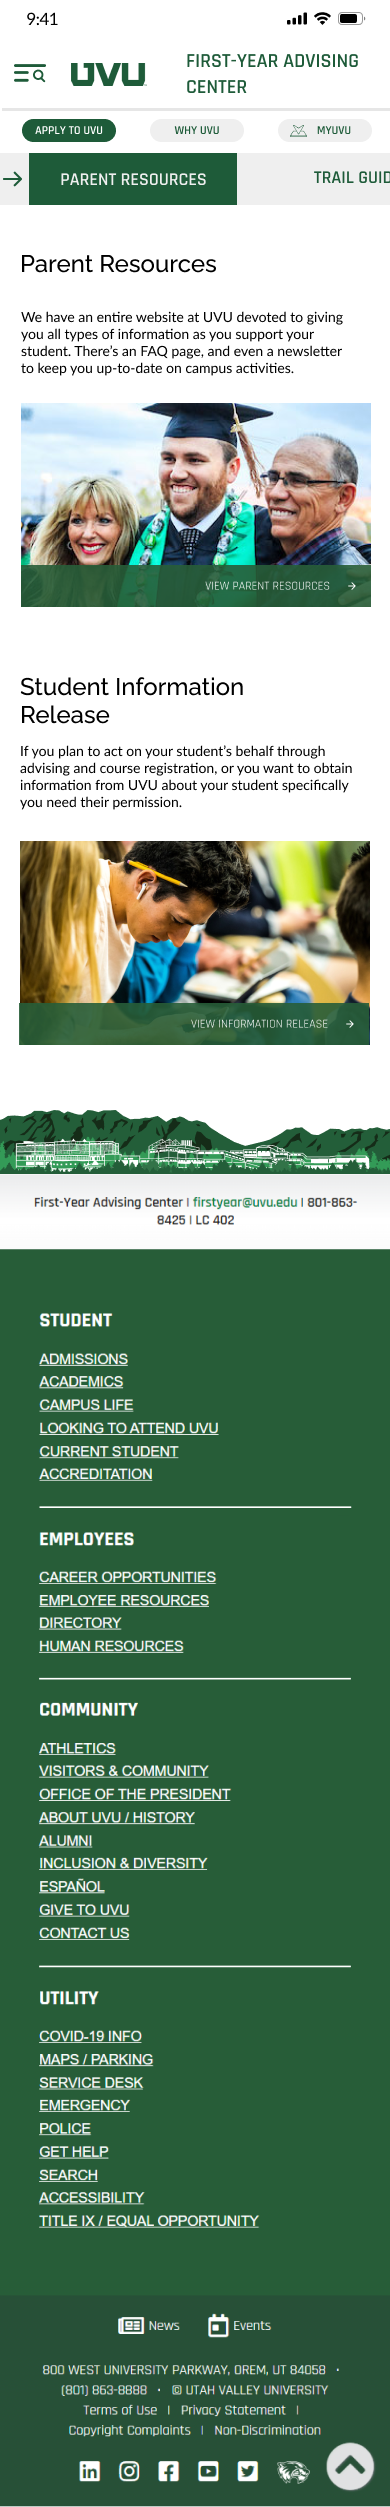 9:41
UVU
FIRST-YEAR ADVISING
CENTER
APPLY TO UVU
WHY UVU
MYUVU
PARENT RESOURCES
TRAIL GUID
Parent Resources
We have an entire website at UVU devoted to giving
you all types of information as you support your
student. There's an FAQ page, and even a newsletter
to keep you up-to-date on campus activities.
VIEW PARENT RESOURCES
Student Information
Release
If you plan to act on your student's behalf through
advising and course registration, or you want to obtain
information from UVU about your student specifically
you need their permission.
VIEW INFORMATION RELEASE
First-Year Advising Center | firstyear@uvu.edu | 801-863-
8425 | LC 402
STUDENT
ADMISSIONS
ACADEMICS
CAMPUS LIFE
LOOKING TO ATTEND UVU
CURRENT STUDENT
ACCREDITATION
EMPLOYEES
CAREER OPPORTUNITIES
EMPLOYEE RESOURCES
DIRECTORY
HUMAN RESOURCES
COMMUNITY
ATHLETICS
VISITORS & COMMUNITY
OFFICE OF THE PRESIDENT
ABOUT UVU / HISTORY
ALUMNI
INCLUSION & DIVERSITY
ESPAÑOL
GIVE TO UVU
CONTACT US
UTILITY
COVID-19 INFO
MAPS / PARKING
SERVICE DESK
EMERGENCY
POLICE
GET HELP
SEARCH
ACCESSIBILITY
TITLE IX / EQUAL OPPORTUNITY
News
Events
800 WEST UNIVERSITY PARKWAY, OREM, UT 84058 ·
(801) 863-8888 · © UTAH VALLEY UNIVERSITY
Terms of Use | Privacy Statement |
Copyright Complaints | Non-Discrimination